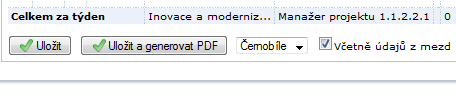 Celkem za týden Inovace a moderniz... Manažer projektu 1.1.2.2.1 0
Uložit Uložit a generovat PDF Černobíle Včetně údajů z mezd